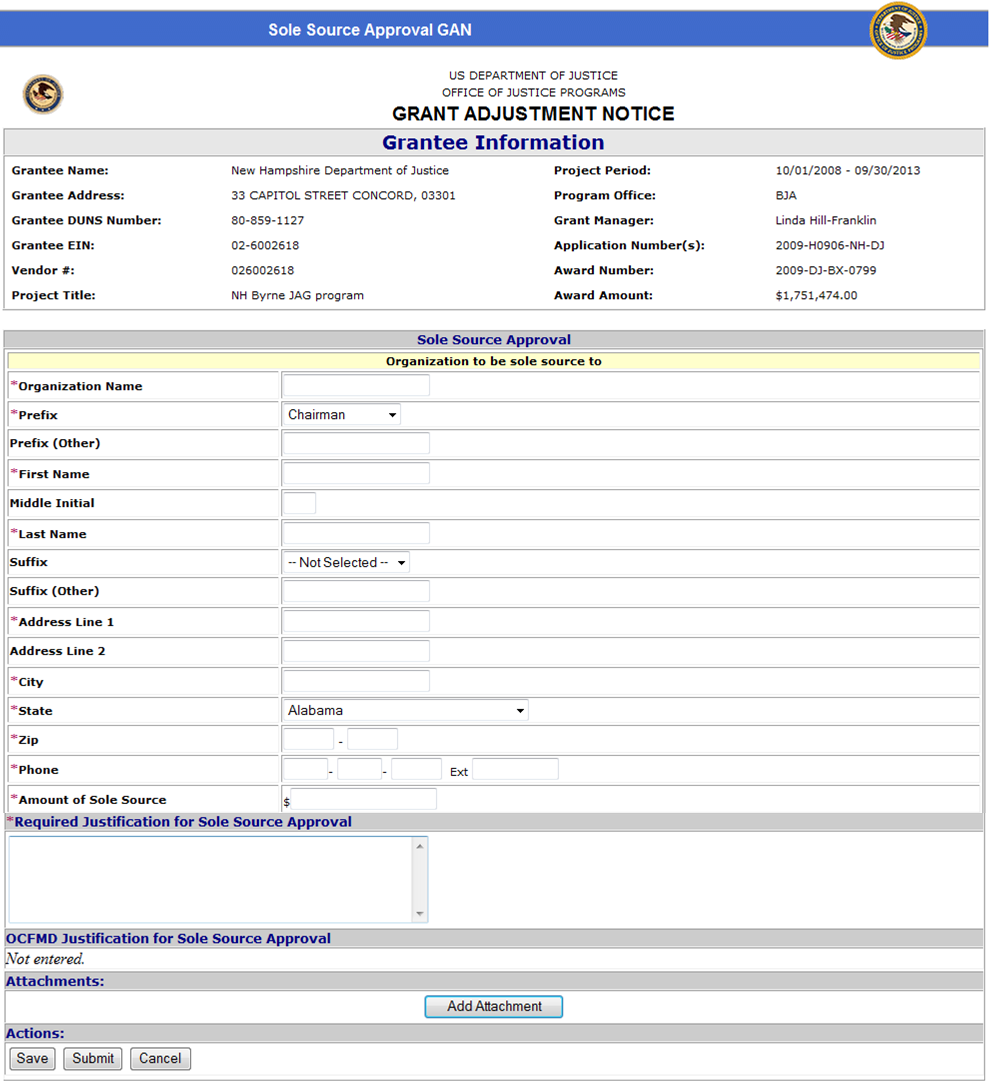 Sole Source Approval GAN
US DEPARTMENT OF JUSTICE
OFFICE OF JUSTICE PROGRAMS
GRANT ADJUSTMENT NOTICE
Grantee Information
Grantee Name: New Hampshire Department of Justice Project Period: 10/01/2008 - 09/30/2013
Grantee Address: 33 CAPITOL STREET CONCORD, 03301 Program Office: BJA
Grantee DUNS Number: 80-859-1127 Grant Manager: Linda Hill-Franklin
Grantee EIN: 02-6002618 Application Number(s): 2009-H0906-NH-DJ
Vendor #: 026002618 Award Number: 2009-DJ-BX-0799
Project Title: NH Byrne JAG program Award Amount: $1,751,474.00
Sole Source Approval
Organization to be sole source to
*Organization Name
*Prefix Chairman
Prefix (Other)
*First Name
Middle Initial
*Last Name
Suffix -- Not Selected --
Suffix (Other)
*Address Line 1
Address Line 2
*City
*State Alabama
*Zip -
*Phone - - Ext
*Amount of Sole Source $
*Required Justification for Sole Source Approval
OCFMD Justification for Sole Source Approval
Not entered.
Attachments:
Add Attachment
Actions:
Save Submit Cancel